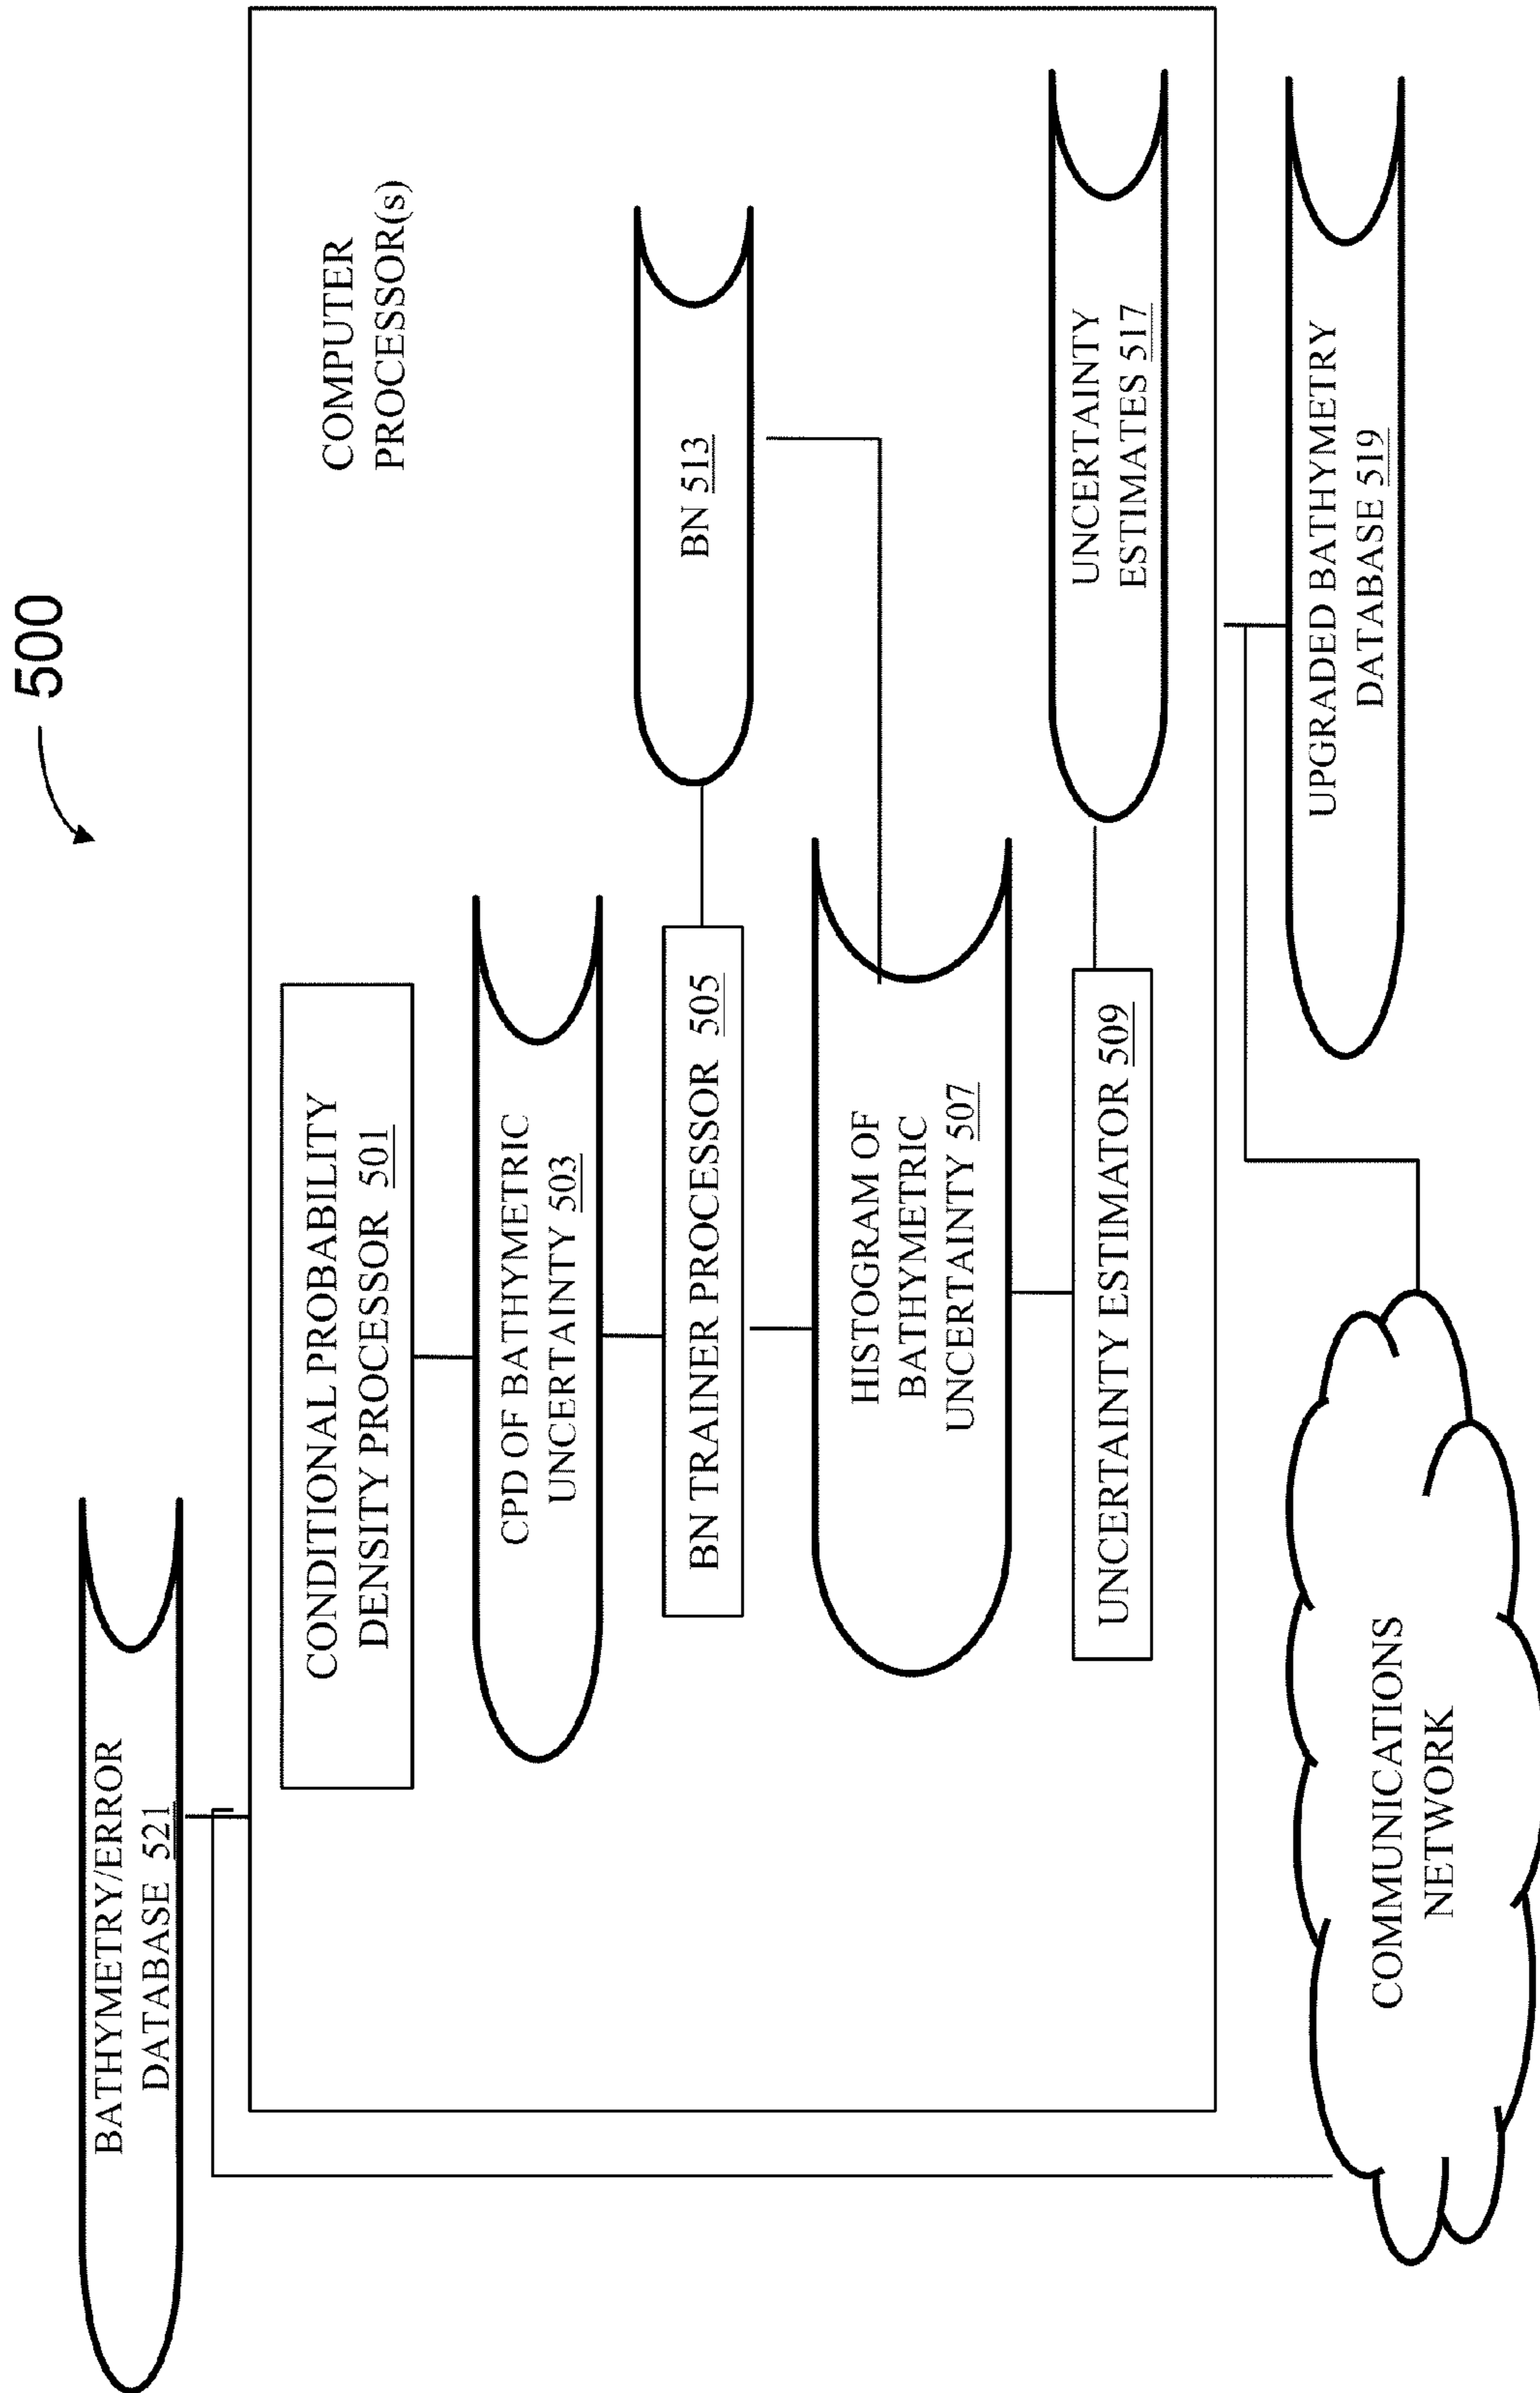 500
BATHYMETRY/ERROR
DATABASE 521
COMPUTER
PROCESSOR(s)
CONDITIONAL PROBABILITY
DENSITY PROCESSOR 501
CPD OF BATHYMETRIC
UNCERTAINTY 503
BN TRAINER PROCESSOR 505
BN 513
HISTOGRAM OF
BATHYMETRIC
UNCERTAINTY 507
UNCERTAINTY ESTIMATOR 509
UNCERTAINTY
ESTIMATES 517
UPGRADED BATHYMETRY
DATABASE 519
COMMUNICATIONS
NETWORK